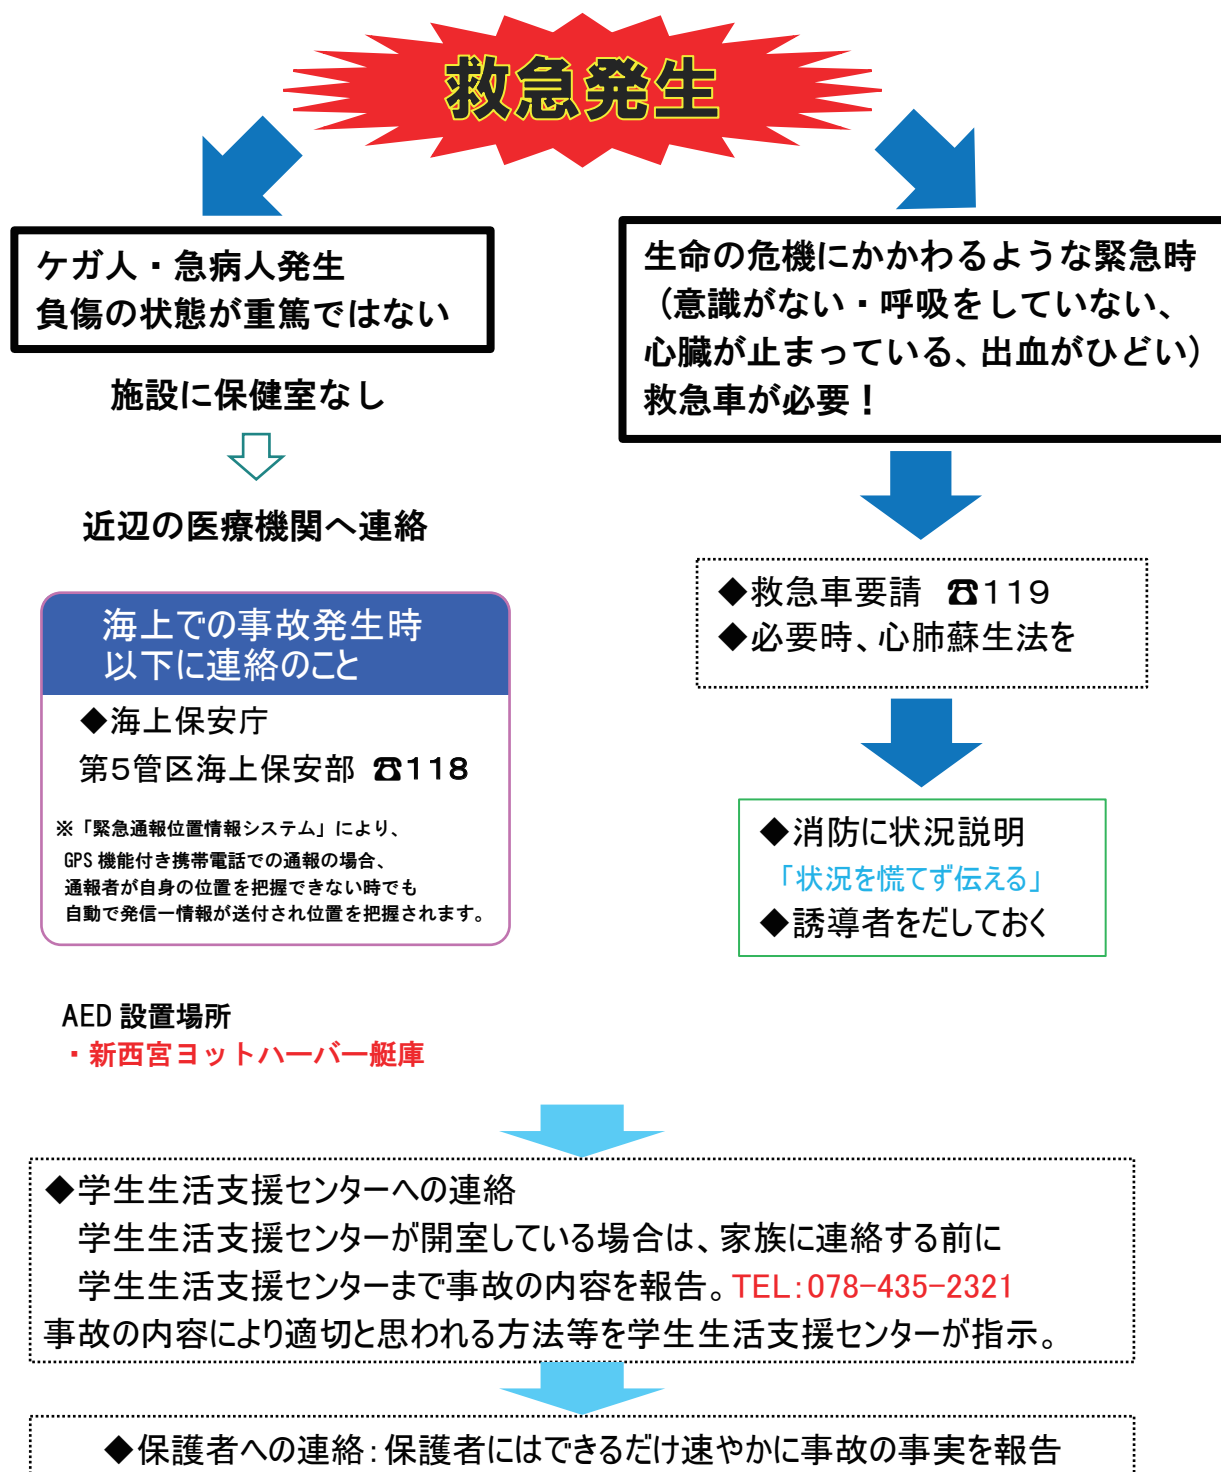 救急発生
ケガ人・急病人発生
負傷の状態が重篤ではない
施設に保健室なし
近辺の医療機関へ連絡
海上での事故発生時
以下に連絡のこと
◆海上保安庁
第5管区海上保安部 ☎118
※「緊急通報位置情報システム」により、
GPS 機能付き携帯電話での通報の場合、
通報者が自身の位置を把握できない時でも
自動で発信一情報が送付され位置を把握されます。
生命の危機にかかわるような緊急時
（意識がない・呼吸をしていない、
心臓が止まっている、出血がひどい）
救急車が必要！
◆救急車要請 ☎119
◆必要時、心肺蘇生法を
◆消防に状況説明
「状況を慌てず伝える」
◆誘導者をだしておく
AED 設置場所
・新西宮ヨットハーバー艇庫
◆学生生活支援センターへの連絡
学生生活支援センターが開室している場合は、家族に連絡する前に
学生生活支援センターまで事故の内容を報告。TEL：078-435-2321
事故の内容により適切と思われる方法等を学生生活支援センターが指示。
◆保護者への連絡：保護者にはできるだけ速やかに事故の事実を報告